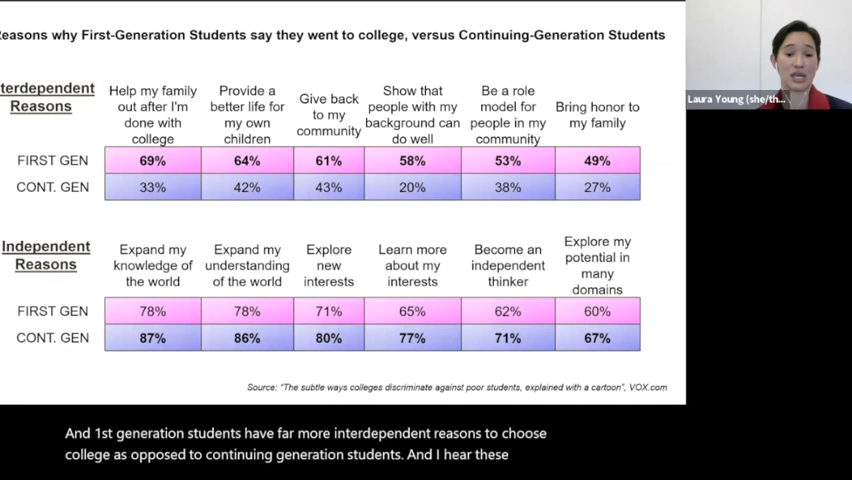 Reasons why First-Generation Students say they went to college, versus Continuing-Generation Students
nterdependent
Reasons
Help my family
out after I'm
done with
college
Provide a
better life for
my own
children
Give back
to my
community
Show that
people with my
background can
do well
Be a role
model for
people in my
community
Bring honor to
my family
FIRST GEN 69% 64% 61% 58% 53% 49%
CONT. GEN 33% 42% 43% 20% 38% 27%
Independent
Reasons
Expand my
knowledge of
the world
Expand my
understanding
of the world
Explore
new
interests
Learn more
about my
interests
Become an
independent
thinker
Explore my
potential in
many
domains
FIRST GEN 78% 78% 71% 65% 62% 60%
CONT. GEN 87% 86% 80% 77% 71% 67%
Source: "The subtle ways colleges discriminate against poor students, explained with a cartoon", VOX.com
Laura Young (she/th...
And 1st generation students have far more interdependent reasons to choose
college as opposed to continuing generation students. And I hear these